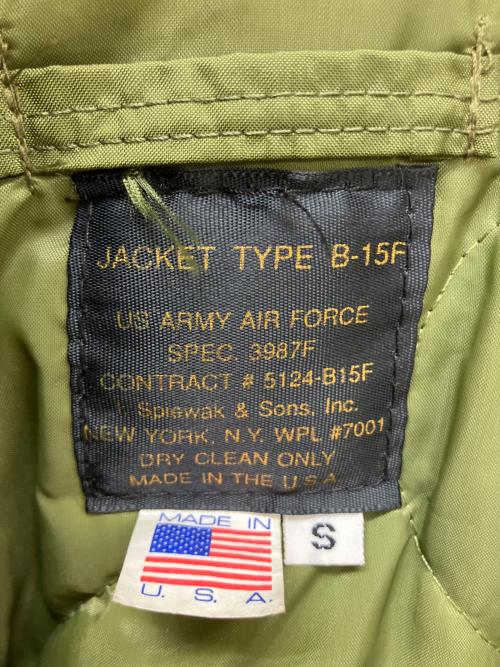 JACKET TYPE B-15F
US ARMY AIR FORCE
SPEC. 3987F
CONTRACT # 5124-B15F
I. Spiewak & Sons, Inc.
NEW YORK, N.Y. WPL #7001
DRY CLEAN ONLY
MADE IN THE U.S.A.
MADE IN
U. S. A.
S